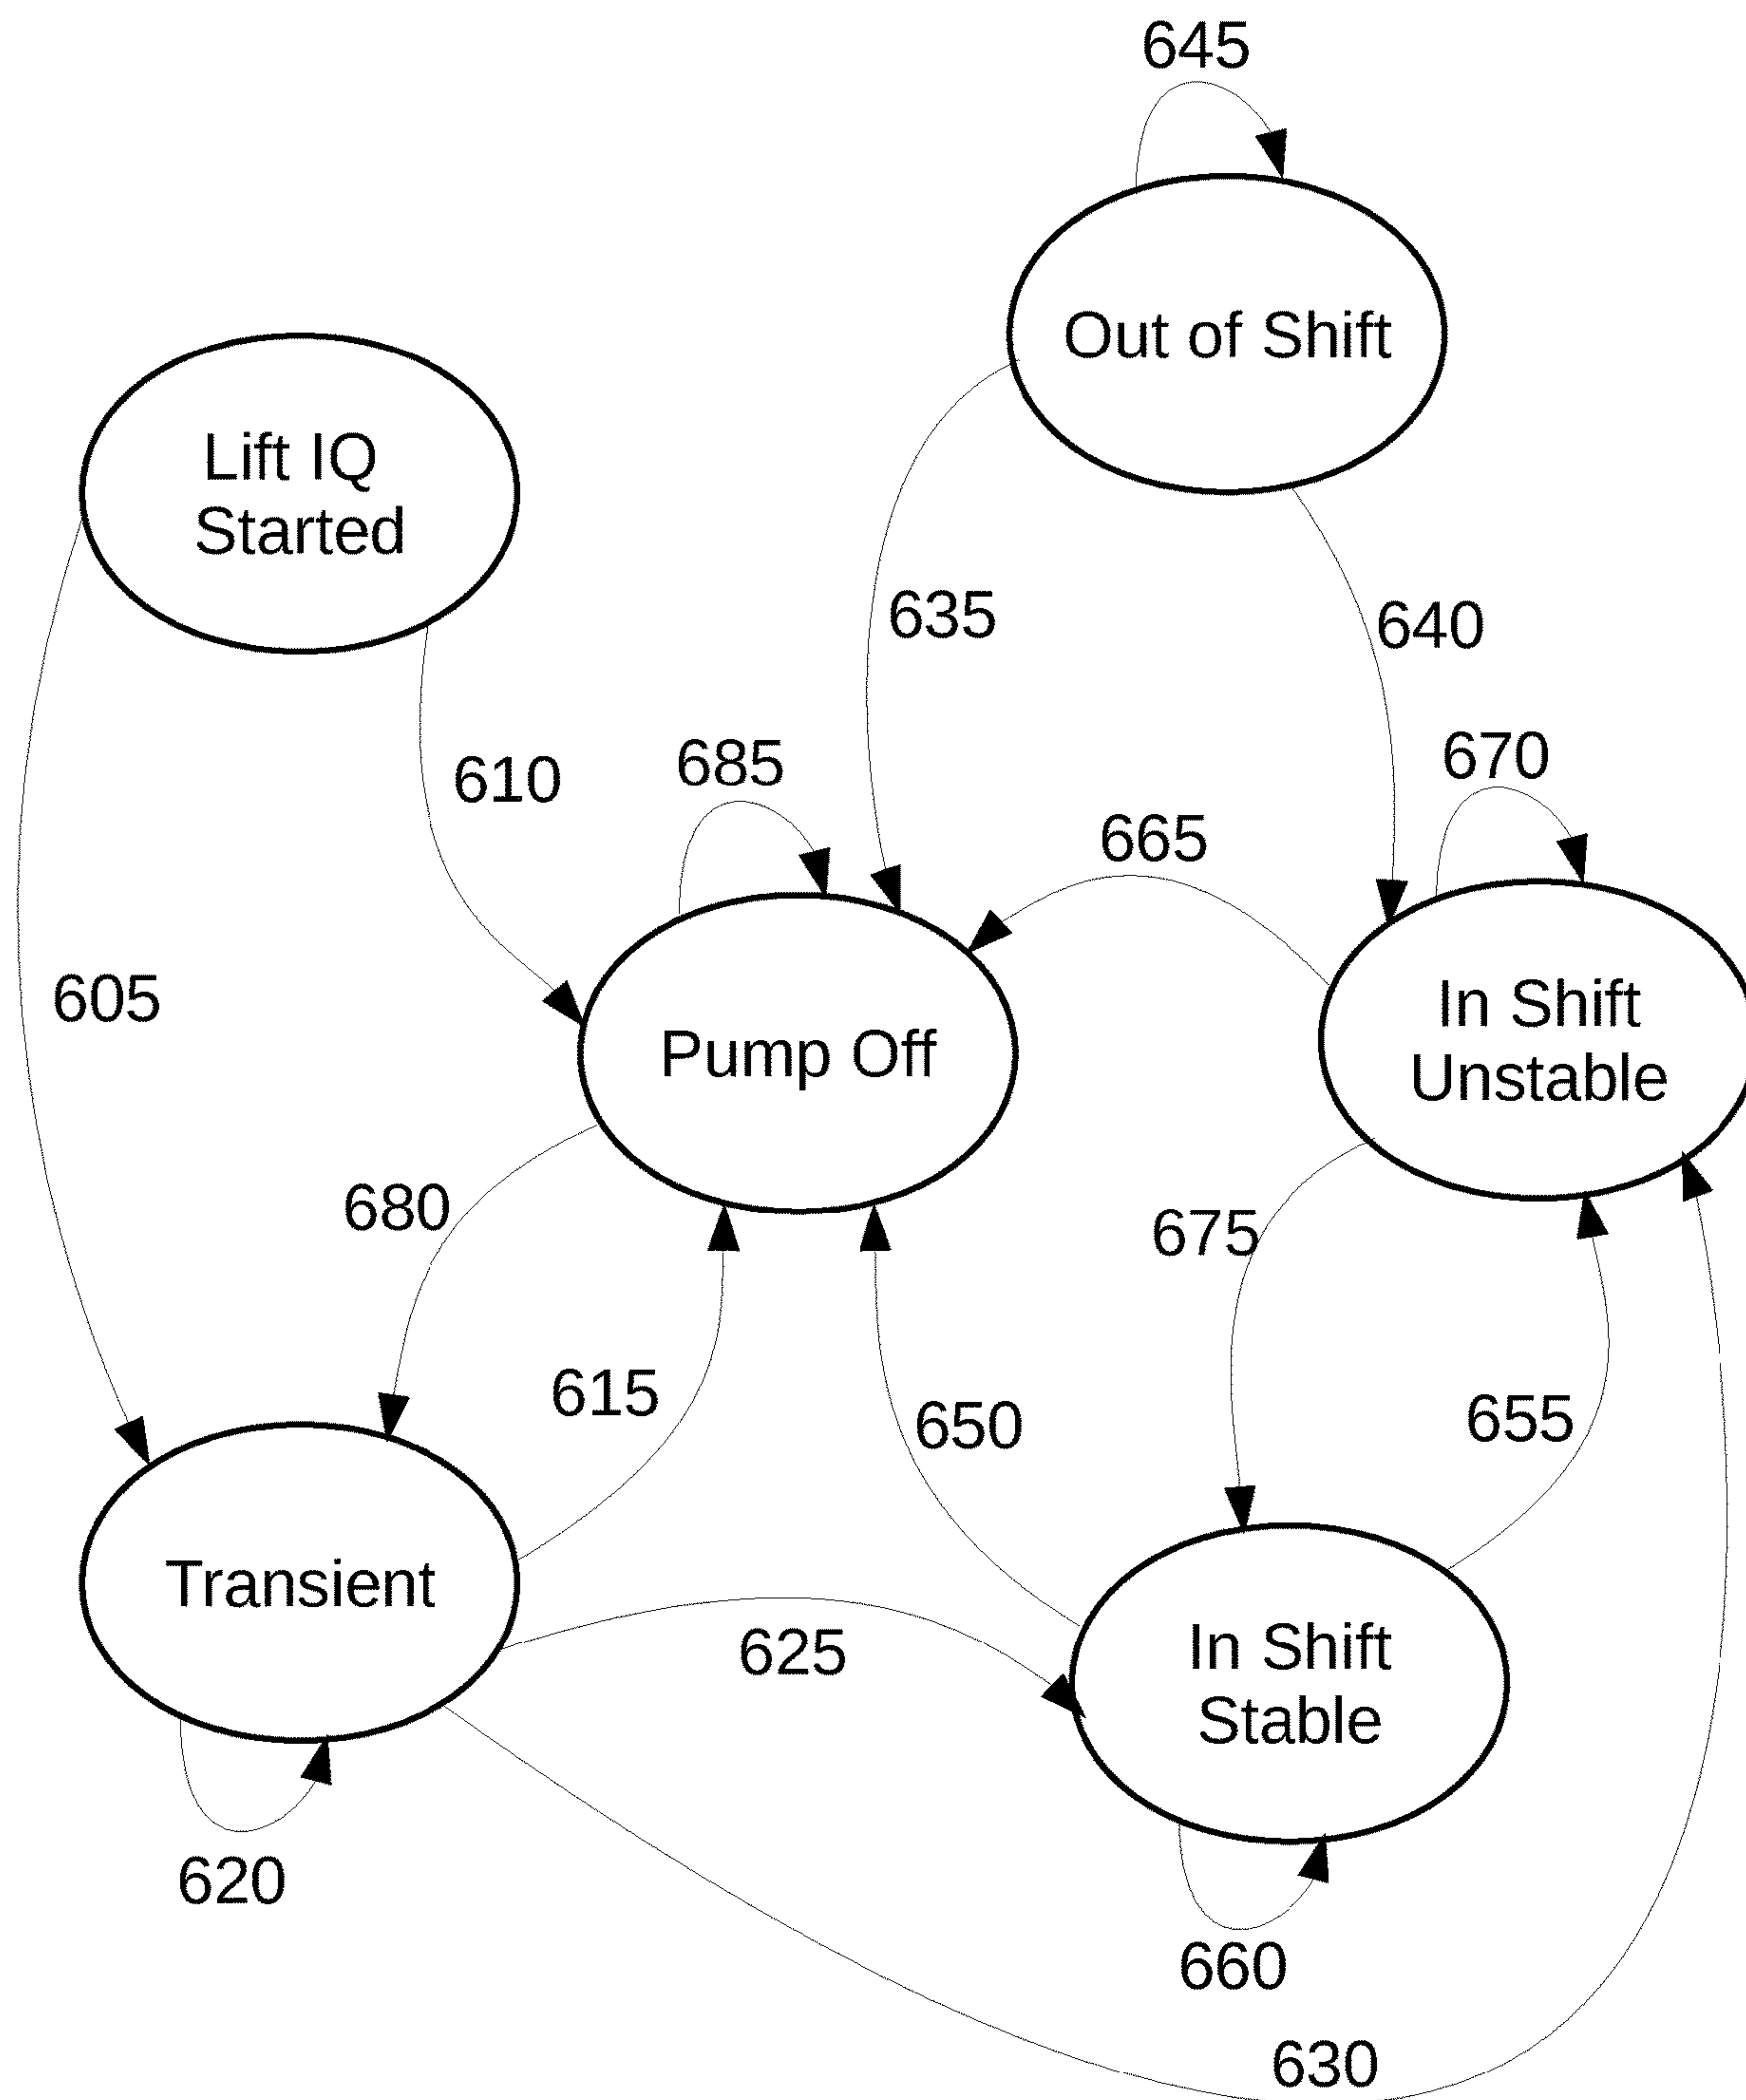 645
Out of Shift
Lift IQ
Started
635
640
610
685
670
665
605
In Shift
Unstable
Pump Off
680
675
615
650
655
Transient
625
In Shift
Stable
620
660
630